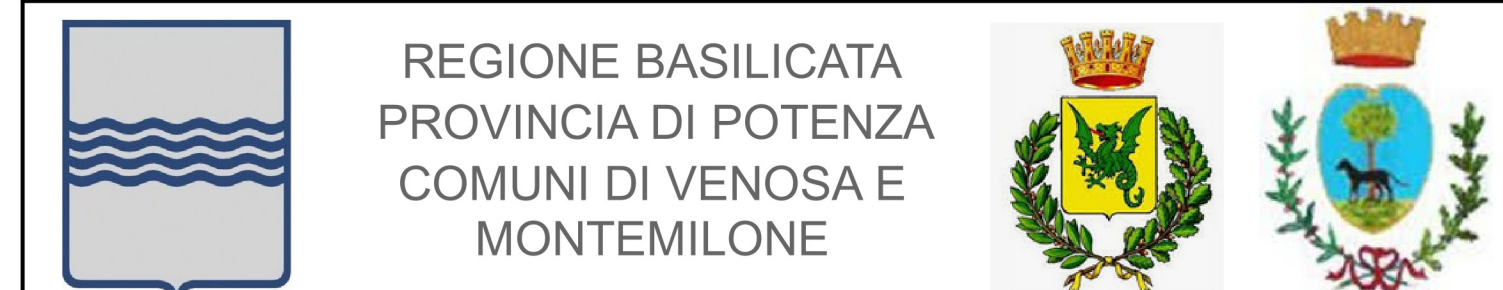 REGIONE BASILICATA
PROVINCIA DI POTENZA
COMUNI DI VENOSA E
MONTEMILONE